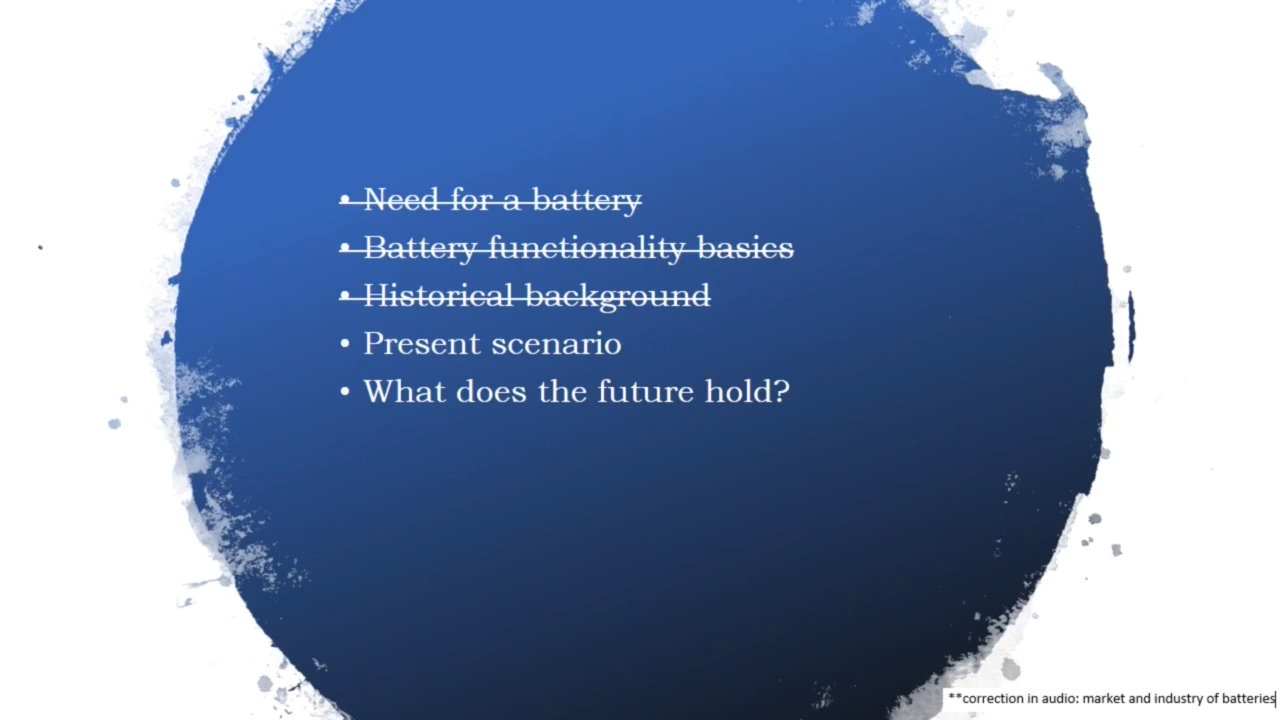 • Need for a battery
• Battery functionality basics
• Historical background
• Present scenario
• What does the future hold?
**correction in audio: market and industry of batteries